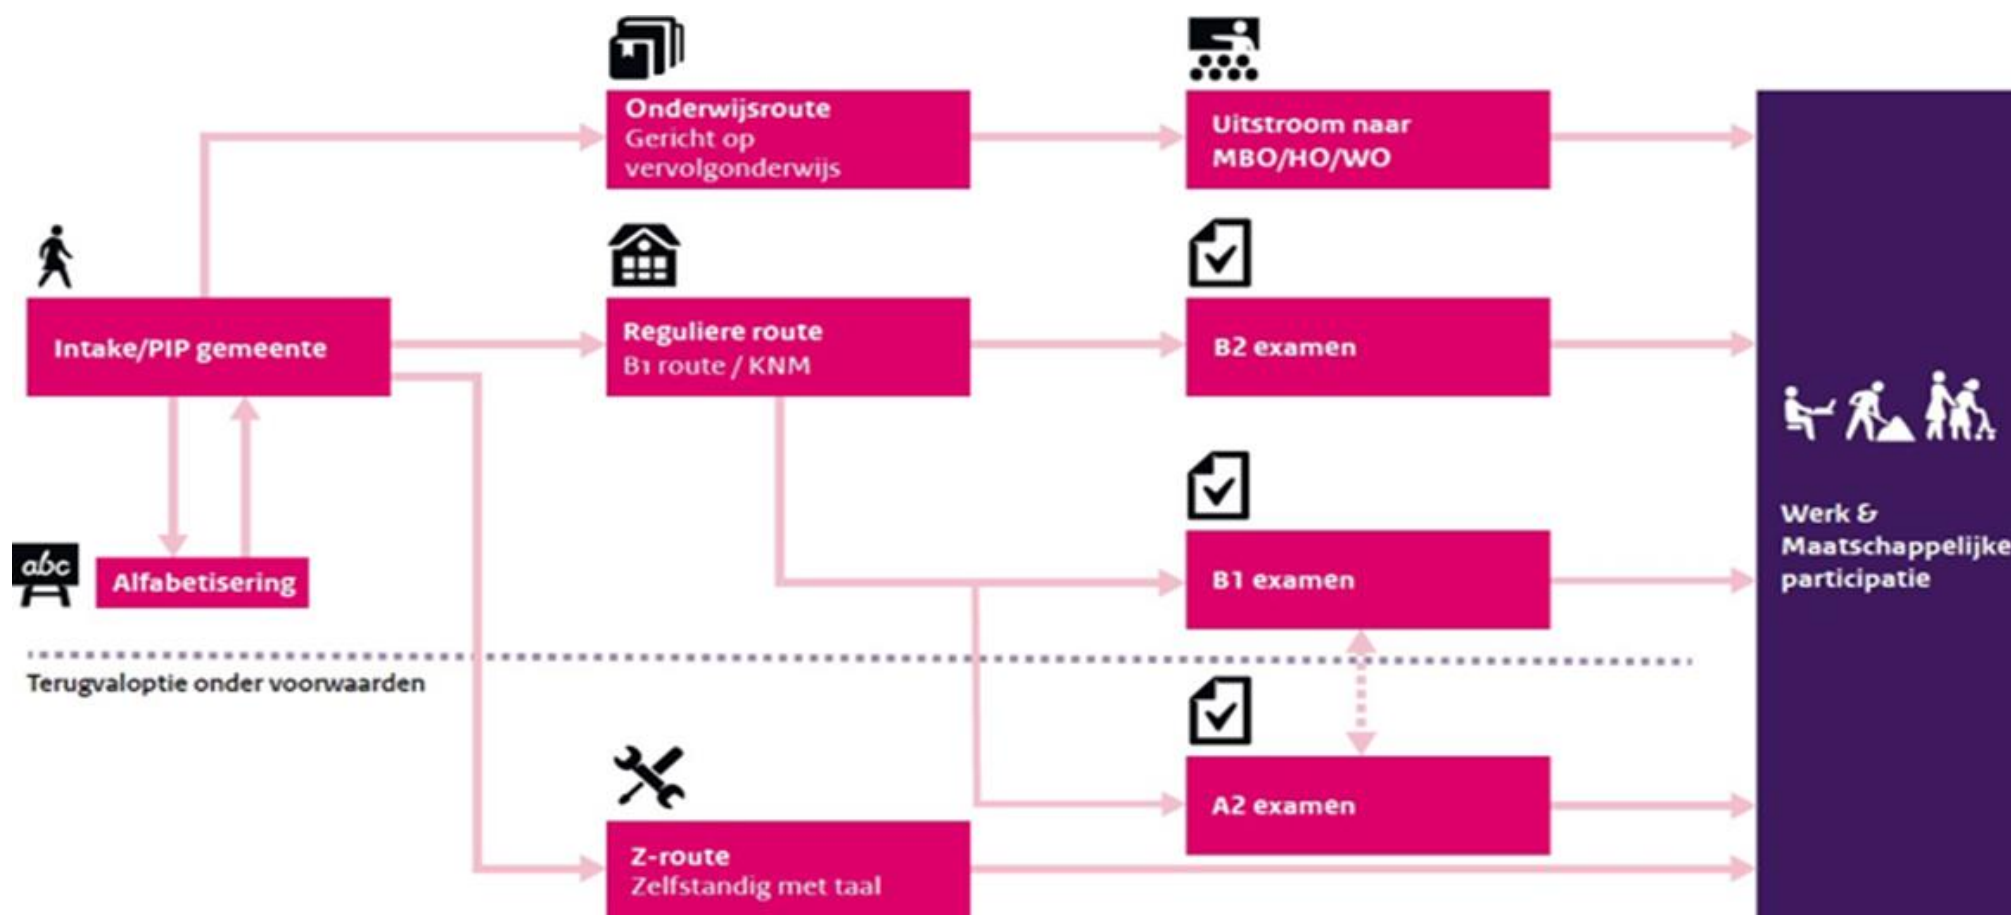 Onderwijsroute
Gericht op
vervolgonderwijs
Uitstroom naar
MBO/HO/WO
Intake/PIP gemeente
Reguliere route
B1 route / KNM
B2 examen
abc
Alfabetisering
B1 examen
Werk &
Maatschappelijke
participatie
Terugvaloptie onder voorwaarden
A2 examen
Z-route
Zelfstandig met taal